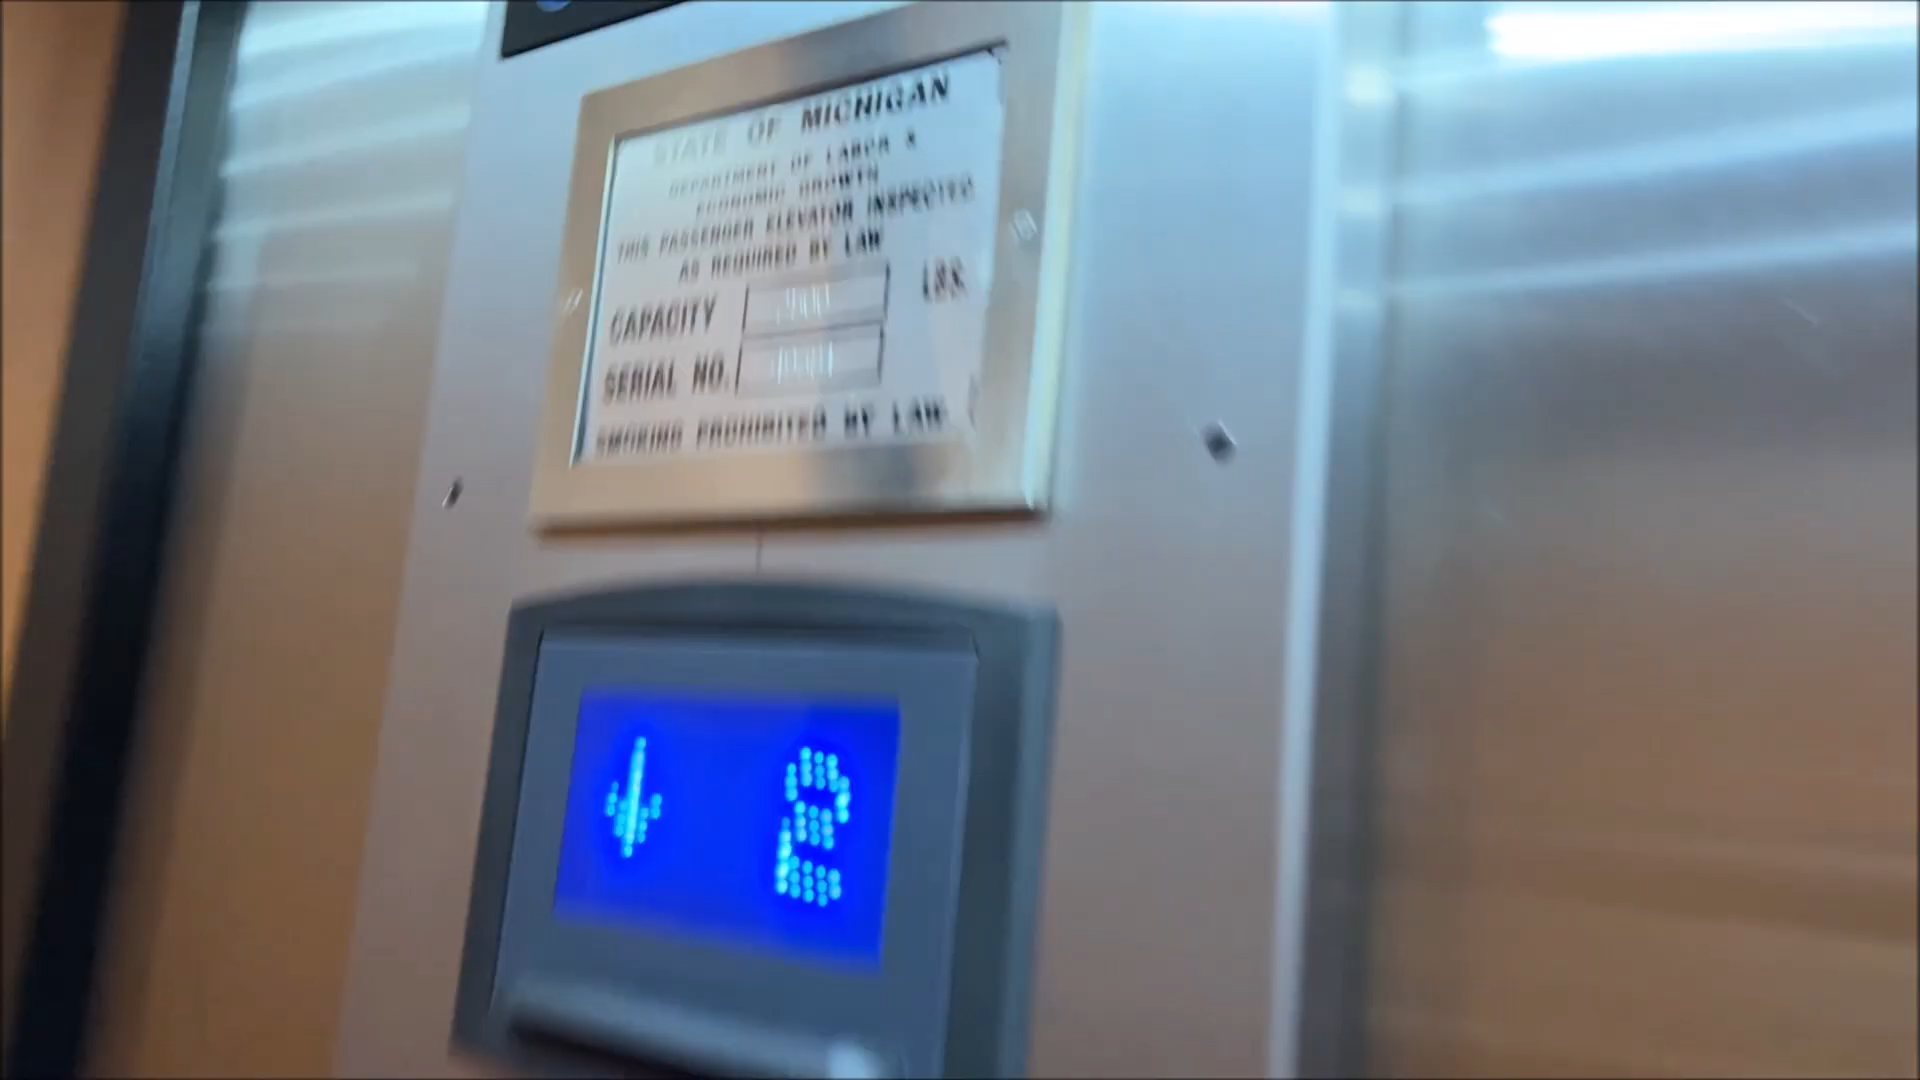 STATE OF MICHIGAN
DEPARTMENT OF LABOR &
ECONOMIC GROWTH
THIS PASSENGER ELEVATOR INSPECTED
AS REQUIRED BY LAW
CAPACITY LBS.
SERIAL NO.
SMOKING PROHIBITED BY LAW
2